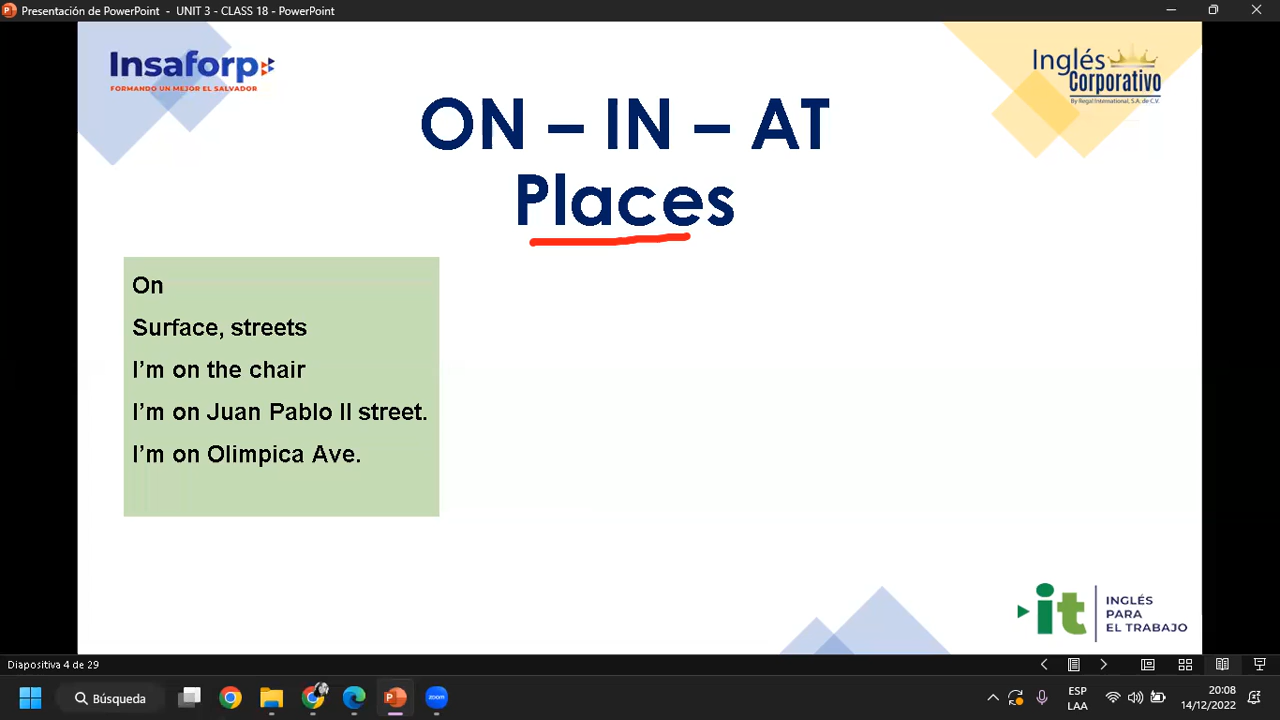 Presentación de PowerPoint - UNIT 3 - CLASS 18 - PowerPoint
Insaforp
FORMANDO UN MEJOR EL SALVADOR
Inglés
Corporativo
By Regal International, S.A. de C.V.
ON – IN – AT
Places
On
Surface, streets
I’m on the chair
I’m on Juan Pablo II street.
I’m on Olimpica Ave.
it
INGLÉS
PARA
EL TRABAJO
Diapositiva 4 de 29
Búsqueda
zoom
ESP
LAA
20:08
14/12/2022